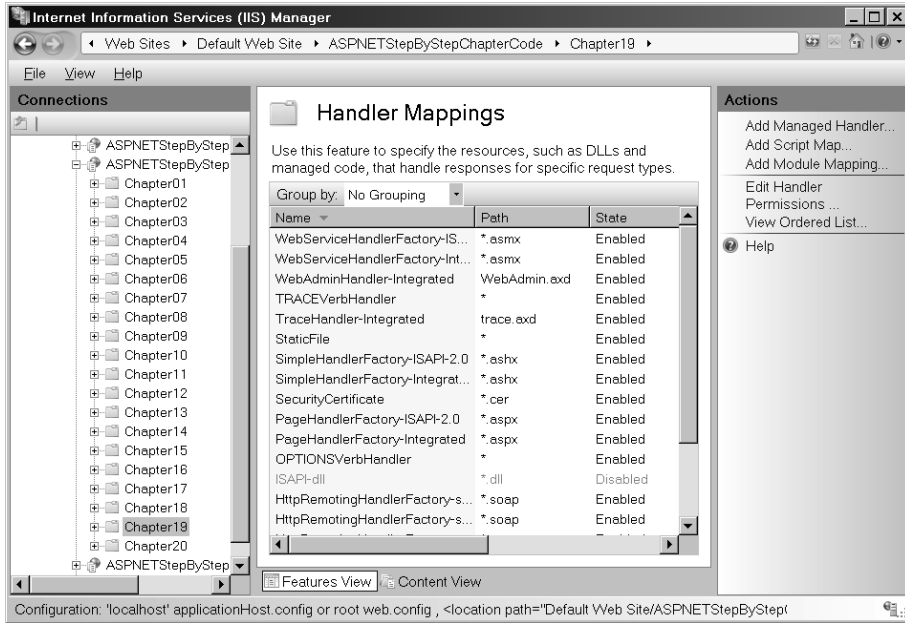 Internet Information Services (IIS) Manager
Web Sites Default Web Site ASPNETStepByStepChapterCode Chapter19
File View Help
Connections
ASPNETStepByStep
ASPNETStepByStep
Chapter01
Chapter02
Chapter03
Chapter04
Chapter05
Chapter06
Chapter07
Chapter08
Chapter09
Chapter10
Chapter11
Chapter12
Chapter13
Chapter14
Chapter15
Chapter16
Chapter17
Chapter18
Chapter19
Chapter20
ASPNETStepByStep
Handler Mappings
Use this feature to specify the resources, such as DLLs and
managed code, that handle responses for specific request types.
Group by: No Grouping
Name Path State
WebServiceHandlerFactory-IS... *.asmx Enabled
WebServiceHandlerFactory-Int... *.asmx Enabled
WebAdminHandler-Integrated WebAdmin.axd Enabled
TRACEVerbHandler * Enabled
TraceHandler-Integrated trace.axd Enabled
StaticFile * Enabled
SimpleHandlerFactory-ISAPI-2.0 *.ashx Enabled
SimpleHandlerFactory-Integrat... *.ashx Enabled
SecurityCertificate *.cer Enabled
PageHandlerFactory-ISAPI-2.0 *.aspx Enabled
PageHandlerFactory-Integrated *.aspx Enabled
OPTIONSVerbHandler * Enabled
ISAPI-dll *.dll Disabled
HttpRemotingHandlerFactory-s... *.soap Enabled
HttpRemotingHandlerFactory-s... *.soap Enabled
Features View Content View
Actions
Add Managed Handler...
Add Script Map...
Add Module Mapping...
Edit Handler
Permissions ...
View Ordered List...
Help
Configuration: 'localhost' applicationHost.config or root web.config , <location path="Default Web Site/ASPNETStepByStep(